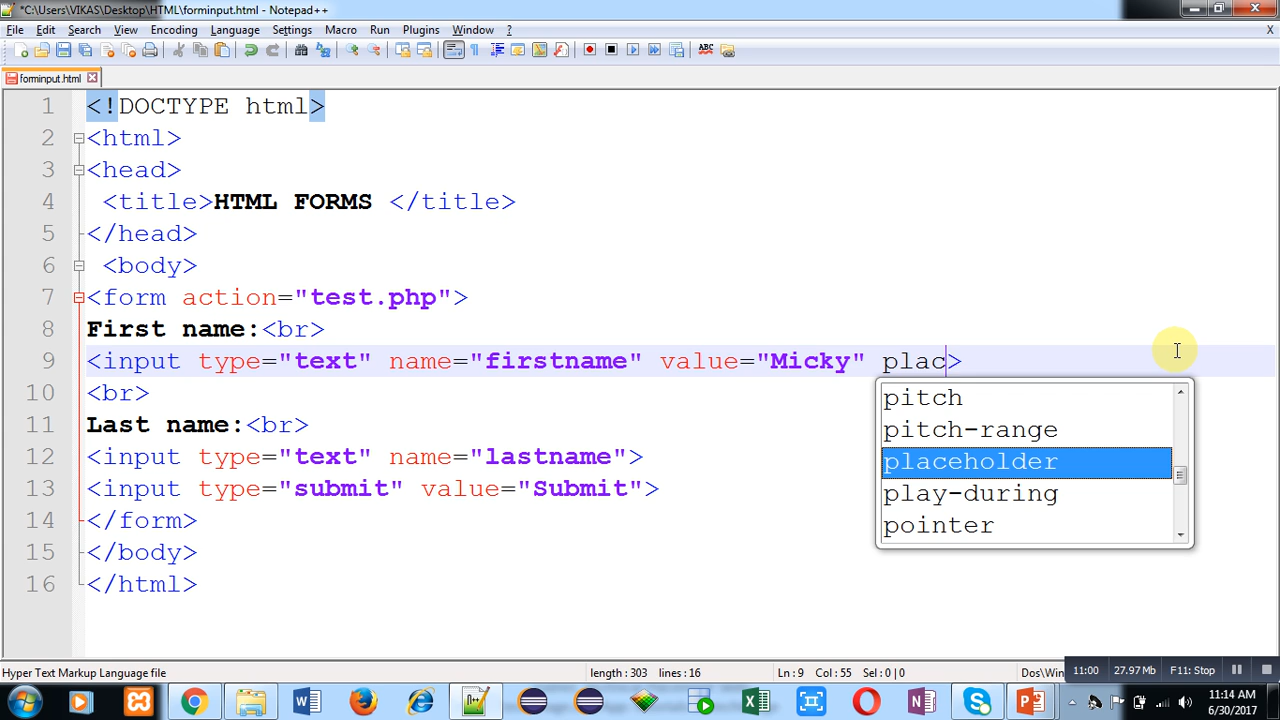 *C:\Users\VIKAS\Desktop\HTML\forminput.html - Notepad++
File Edit Search View Encoding Language Settings Macro Run Plugins Window ? X
forminput.html
1 <!DOCTYPE html>
2 <html>
3 <head>
4 <title>HTML FORMS </title>
5 </head>
6 <body>
7 <form action="test.php">
8 First name:<br>
9 <input type="text" name="firstname" value="Micky" plac>
10 <br>
11 Last name:<br>
12 <input type="text" name="lastname">
13 <input type="submit" value="Submit">
14 </form>
15 </body>
16 </html>
pitch
pitch-range
placeholder
play-during
pointer
Hyper Text Markup Language file length : 303 lines : 16 Ln : 9 Col : 55 Sel : 0 | 0 Dos\Win
11:00 27.97 Mb F11: Stop
11:14 AM
6/30/2017